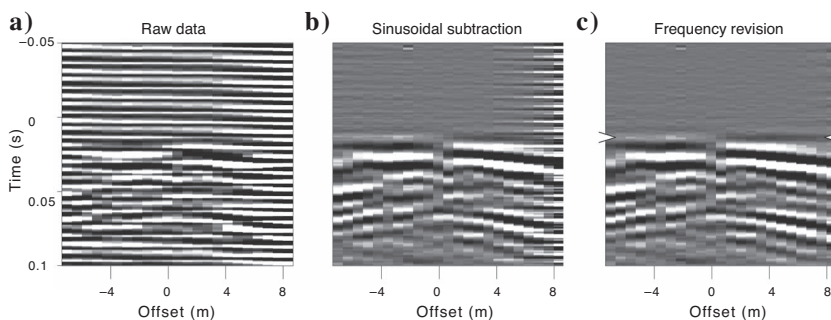 a) Raw data
b) Sinusoidal subtraction
c) Frequency revision
Time (s)
−0.05
0
0.05
0.1
−4 0 4 8
Offset (m)
−4 0 4 8
Offset (m)
−4 0 4 8
Offset (m)